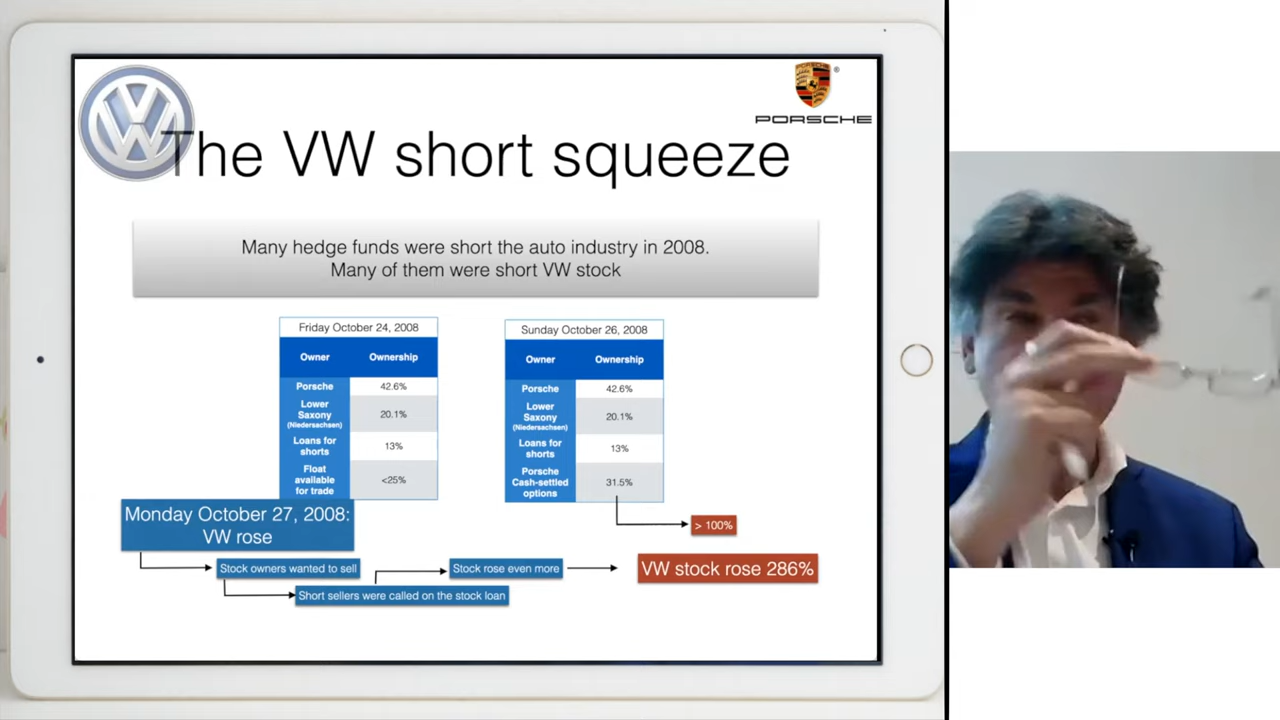 PORSCHE
The VW short squeeze
Many hedge funds were short the auto industry in 2008.
Many of them were short VW stock
Friday October 24, 2008
Owner Ownership
Porsche 42.6%
Lower
Saxony
(Niedersachsen)
20.1%
Loans for
shorts
13%
Float
available
for trade
<25%
Sunday October 26, 2008
Owner Ownership
Porsche 42.6%
Lower
Saxony
(Niedersachsen)
20.1%
Loans for
shorts
13%
Porsche
Cash-settled
options
31.5%
> 100%
Monday October 27, 2008:
VW rose
Stock owners wanted to sell
Short sellers were called on the stock loan
Stock rose even more
VW stock rose 286%